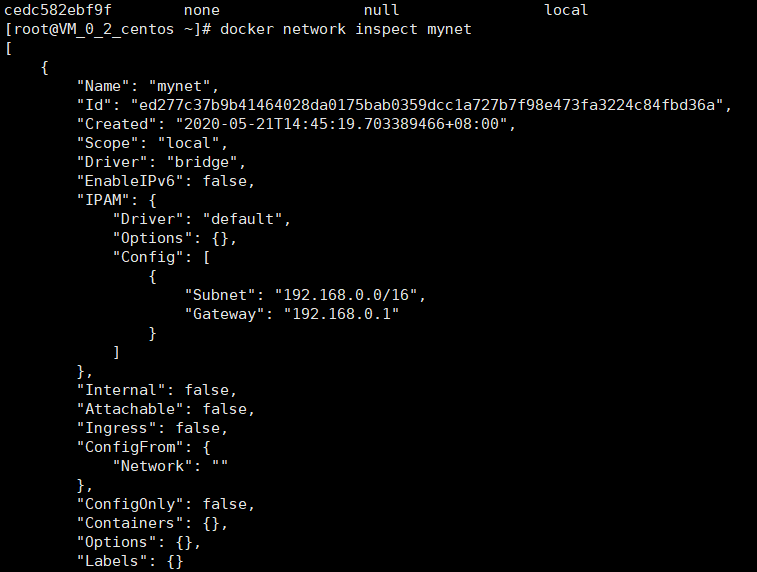 cedc582ebf9f        none                null                local
[root@VM_0_2_centos ~]# docker network inspect mynet
[
    {
        "Name": "mynet",
        "Id": "ed277c37b9b41464028da0175bab0359dcc1a727b7f98e473fa3224c84fbd36a",
        "Created": "2020-05-21T14:45:19.703389466+08:00",
        "Scope": "local",
        "Driver": "bridge",
        "EnableIPv6": false,
        "IPAM": {
            "Driver": "default",
            "Options": {},
            "Config": [
                {
                    "Subnet": "192.168.0.0/16",
                    "Gateway": "192.168.0.1"
                }
            ]
        },
        "Internal": false,
        "Attachable": false,
        "Ingress": false,
        "ConfigFrom": {
            "Network": ""
        },
        "ConfigOnly": false,
        "Containers": {},
        "Options": {},
        "Labels": {}